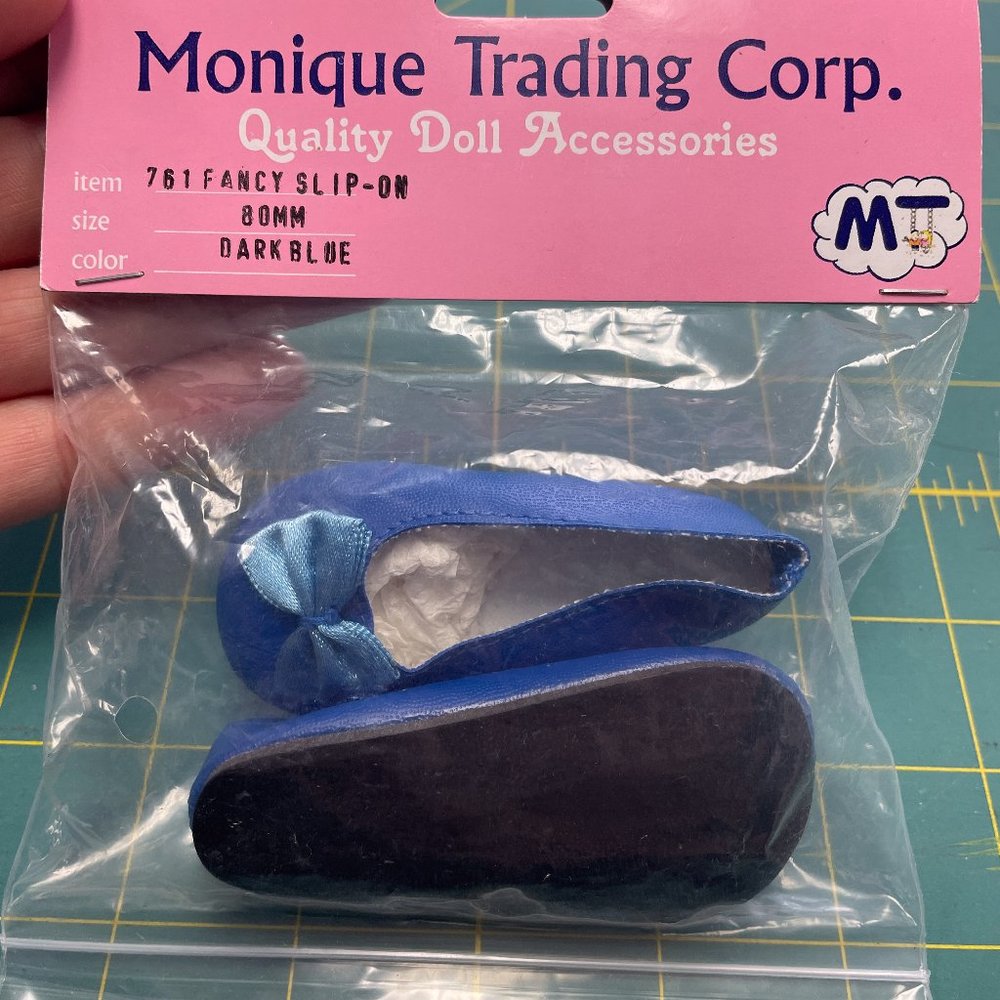 Monique Trading Corp.
Quality Doll Accessories
item 761 FANCY SLIP-ON
size 80MM
color DARK BLUE
MT